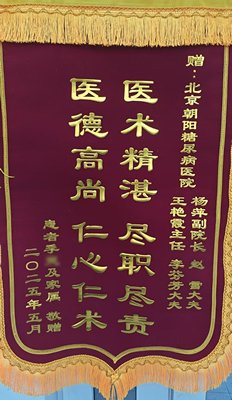 赠：北京朝阳糖尿病医院
杨萍副院长 赵 雷大夫
王艳霞主任 李芬芳大夫
医术精湛 尽职尽责
医德高尚 仁心仁术
患者 及家属 敬赠
二〇二五年五月